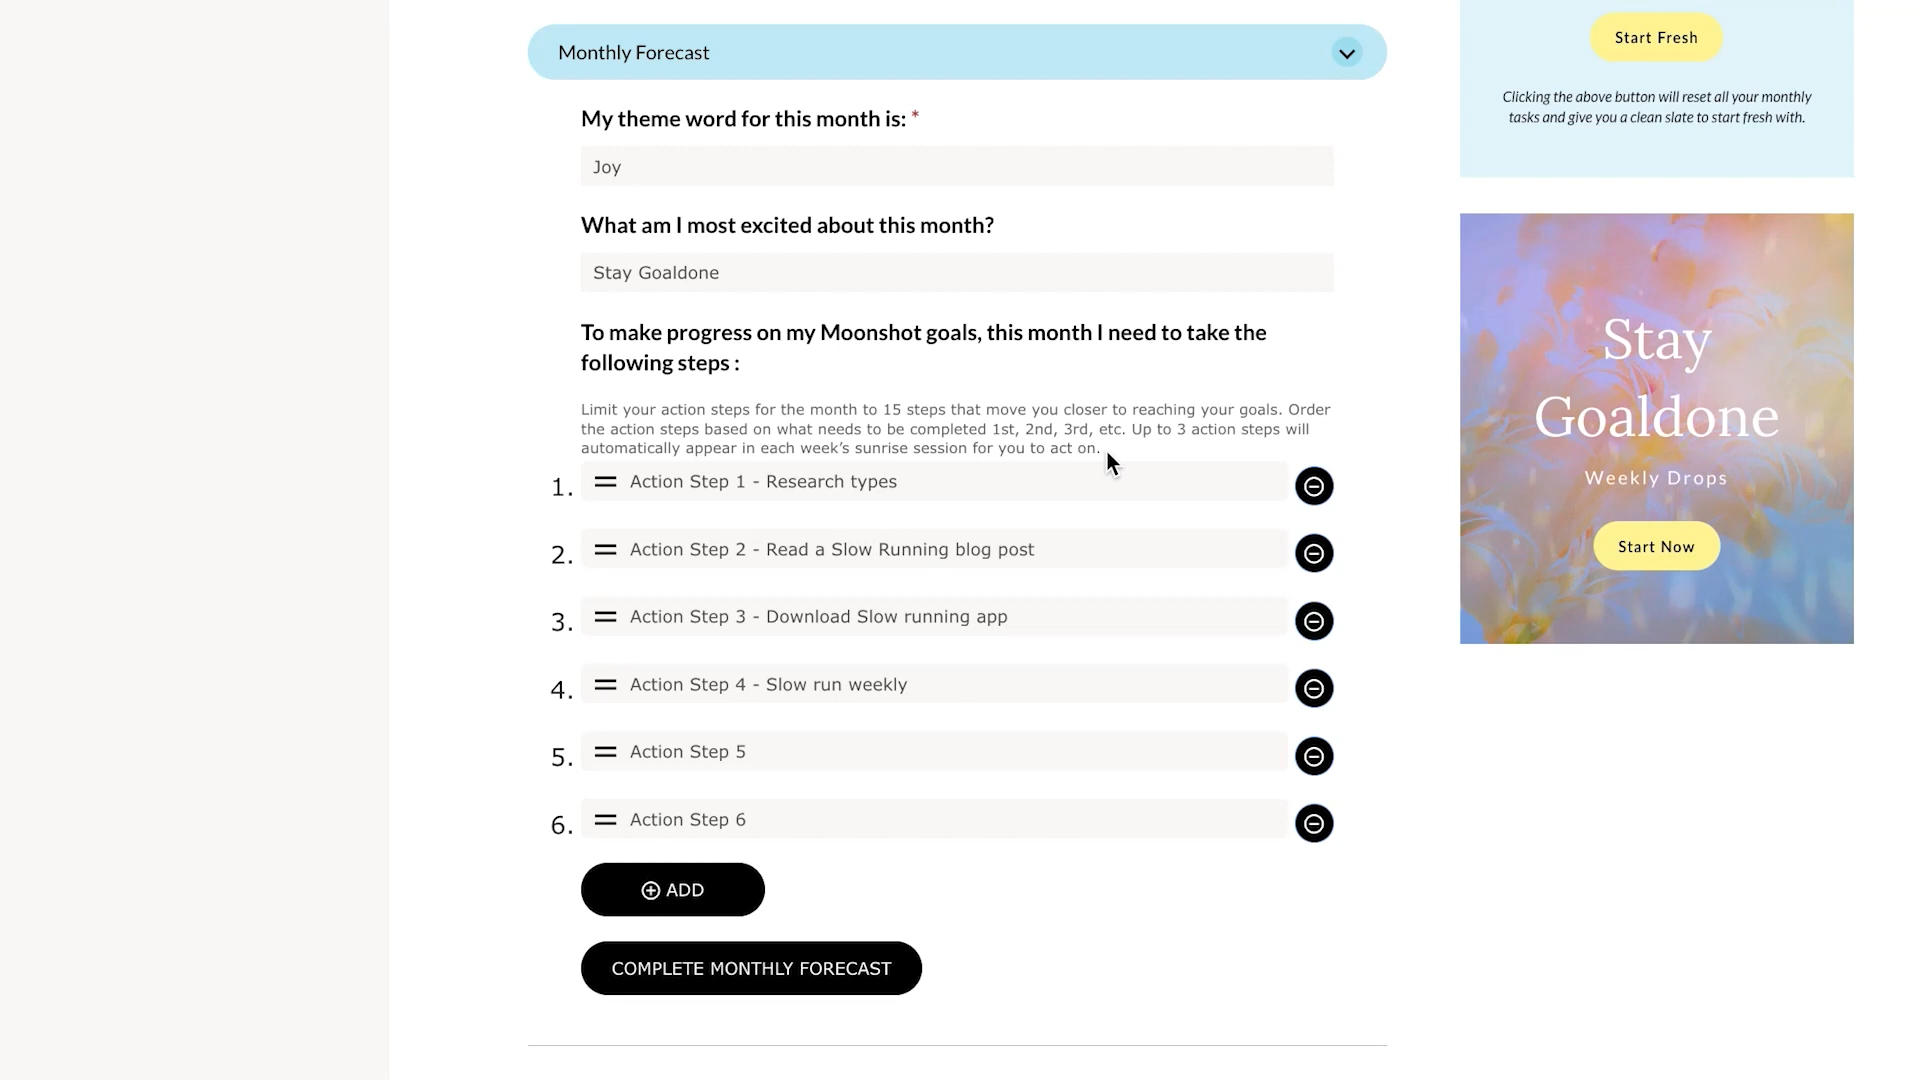 Monthly Forecast
My theme word for this month is: *
Joy
What am I most excited about this month?
Stay Goaldone
To make progress on my Moonshot goals, this month I need to take the
following steps :
Limit your action steps for the month to 15 steps that move you closer to reaching your goals. Order
the action steps based on what needs to be completed 1st, 2nd, 3rd, etc. Up to 3 action steps will
automatically appear in each week’s sunrise session for you to act on.
1. Action Step 1 - Research types
2. Action Step 2 - Read a Slow Running blog post
3. Action Step 3 - Download Slow running app
4. Action Step 4 - Slow run weekly
5. Action Step 5
6. Action Step 6
ADD
COMPLETE MONTHLY FORECAST
Start Fresh
Clicking the above button will reset all your monthly
tasks and give you a clean slate to start fresh with.
Stay
Goaldone
Weekly Drops
Start Now